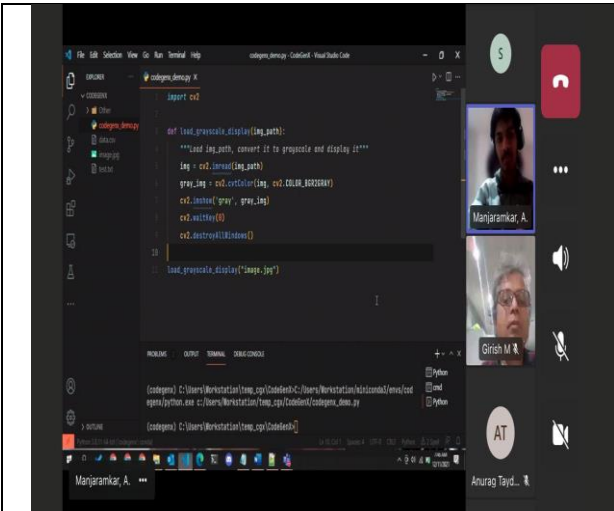 File Edit Selection View Go Run Terminal Help
codegenx_demo.py - CodeGenX - Visual Studio Code
EXPLORER
codegenx_demo.py
CODEGENX
Other
codegenx_demo.py
data.csv
image.jpg
test.txt
import cv2
def load_grayscale_display(img_path):
"""Load img_path, convert it to grayscale and display it"""
img = cv2.imread(img_path)
gray_img = cv2.cvtColor(img, cv2.COLOR_BGR2GRAY)
cv2.imshow('gray', gray_img)
cv2.waitKey(0)
cv2.destroyAllWindows()
10
load_grayscale_display("image.jpg")
PROBLEMS OUTPUT TERMINAL DEBUG CONSOLE
Python
cmd
Python
(codegenx) C:\Users\Workstation\temp_cgx\CodeGenX>C:/Users/Workstation/miniconda3/envs/cod
egenx/python.exe c:/Users/Workstation/temp_cgx/CodeGenX/codegenx_demo.py
(codegenx) C:\Users\Workstation\temp_cgx\CodeGenX>
OUTLINE
Manjaramkar, A.
S
Manjaramkar, A.
Girish M
AT
Anurag Tayd...